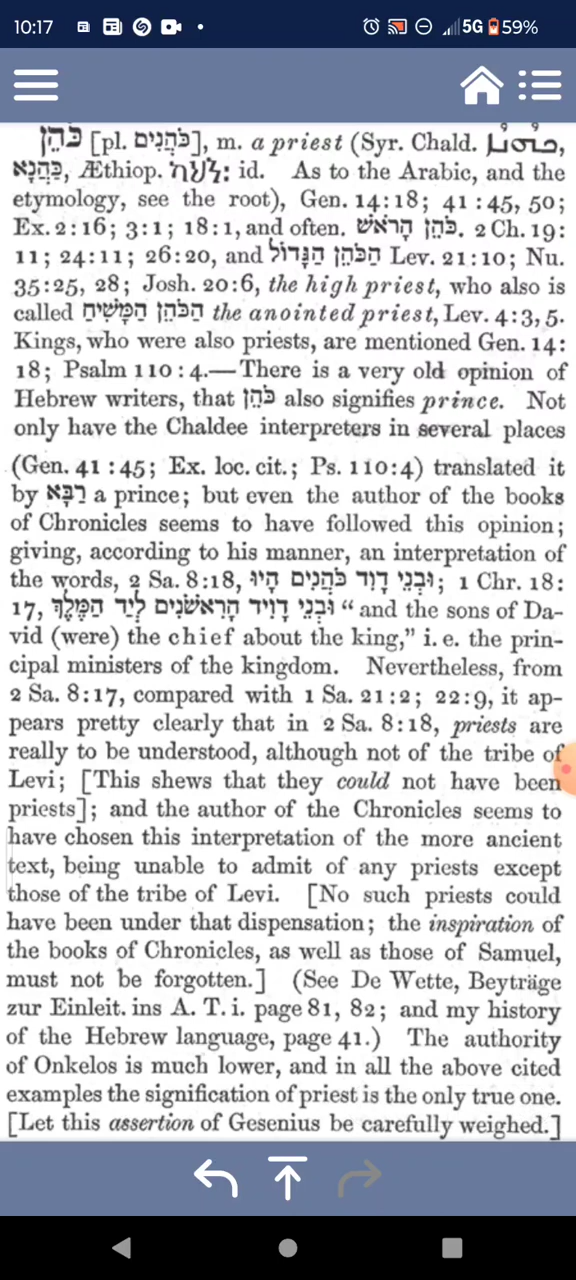 10:17
5G 59%
כֹּהֵן [pl. כֹּהֲנִים], m. a priest (Syr. Chald. ܟܳܗܢܳܐ,
כַּהֲנָא, Æthiop. ካህን: id. As to the Arabic, and the
etymology, see the root), Gen. 14:18; 41:45, 50;
Ex. 2:16; 3:1; 18:1, and often. כֹּהֵן הָרֹאשׁ. 2 Ch. 19:
11; 24:11; 26:20, and הַכֹּהֵן הַגָּדוֹל Lev. 21:10; Nu.
35:25, 28; Josh. 20:6, the high priest, who also is
called הַכֹּהֵן הַמָּשִׁיחַ the anointed priest, Lev. 4:3, 5.
Kings, who were also priests, are mentioned Gen. 14:
18; Psalm 110:4.—There is a very old opinion of
Hebrew writers, that כֹּהֵן also signifies prince. Not
only have the Chaldee interpreters in several places
(Gen. 41:45; Ex. loc. cit.; Ps. 110:4) translated it
by רַבָּא a prince; but even the author of the books
of Chronicles seems to have followed this opinion;
giving, according to his manner, an interpretation of
the words, 2 Sa. 8:18, וּבְנֵי דָוִד כֹּהֲנִים הָיוּ; 1 Chr. 18:
17, וּבְנֵי דָוִיד הָרִאשֹׁנִים לְיַד הַמֶּלֶךְ “and the sons of Da-
vid (were) the chief about the king,” i. e. the prin-
cipal ministers of the kingdom. Nevertheless, from
2 Sa. 8:17, compared with 1 Sa. 21:2; 22:9, it ap-
pears pretty clearly that in 2 Sa. 8:18, priests are
really to be understood, although not of the tribe of
Levi; [This shews that they could not have been
priests]; and the author of the Chronicles seems to
have chosen this interpretation of the more ancient
text, being unable to admit of any priests except
those of the tribe of Levi. [No such priests could
have been under that dispensation; the inspiration of
the books of Chronicles, as well as those of Samuel,
must not be forgotten.] (See De Wette, Beyträge
zur Einleit. ins A. T. i. page 81, 82; and my history
of the Hebrew language, page 41.) The authority
of Onkelos is much lower, and in all the above cited
examples the signification of priest is the only true one.
[Let this assertion of Gesenius be carefully weighed.]